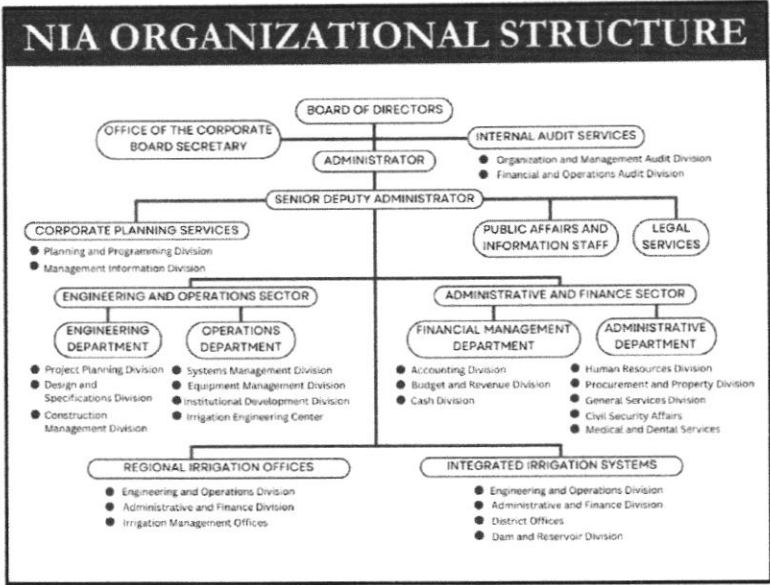 NIA ORGANIZATIONAL STRUCTURE
BOARD OF DIRECTORS
OFFICE OF THE CORPORATE
BOARD SECRETARY
INTERNAL AUDIT SERVICES
Organization and Management Audit Division
Financial and Operations Audit Division
ADMINISTRATOR
SENIOR DEPUTY ADMINISTRATOR
CORPORATE PLANNING SERVICES
Planning and Programming Division
Management Information Division
PUBLIC AFFAIRS AND
INFORMATION STAFF
LEGAL
SERVICES
ENGINEERING AND OPERATIONS SECTOR
ENGINEERING
DEPARTMENT
Project Planning Division
Design and
Specifications Division
Construction
Management Division
OPERATIONS
DEPARTMENT
Systems Management Division
Equipment Management Division
Institutional Development Division
Irrigation Engineering Center
ADMINISTRATIVE AND FINANCE SECTOR
FINANCIAL MANAGEMENT
DEPARTMENT
Accounting Division
Budget and Revenue Division
Cash Division
ADMINISTRATIVE
DEPARTMENT
Human Resources Division
Procurement and Property Division
General Services Division
Civil Security Affairs
Medical and Dental Services
REGIONAL IRRIGATION OFFICES
Engineering and Operations Division
Administrative and Finance Division
Irrigation Management Offices
INTEGRATED IRRIGATION SYSTEMS
Engineering and Operations Division
Administrative and Finance Division
District Offices
Dam and Reservoir Division